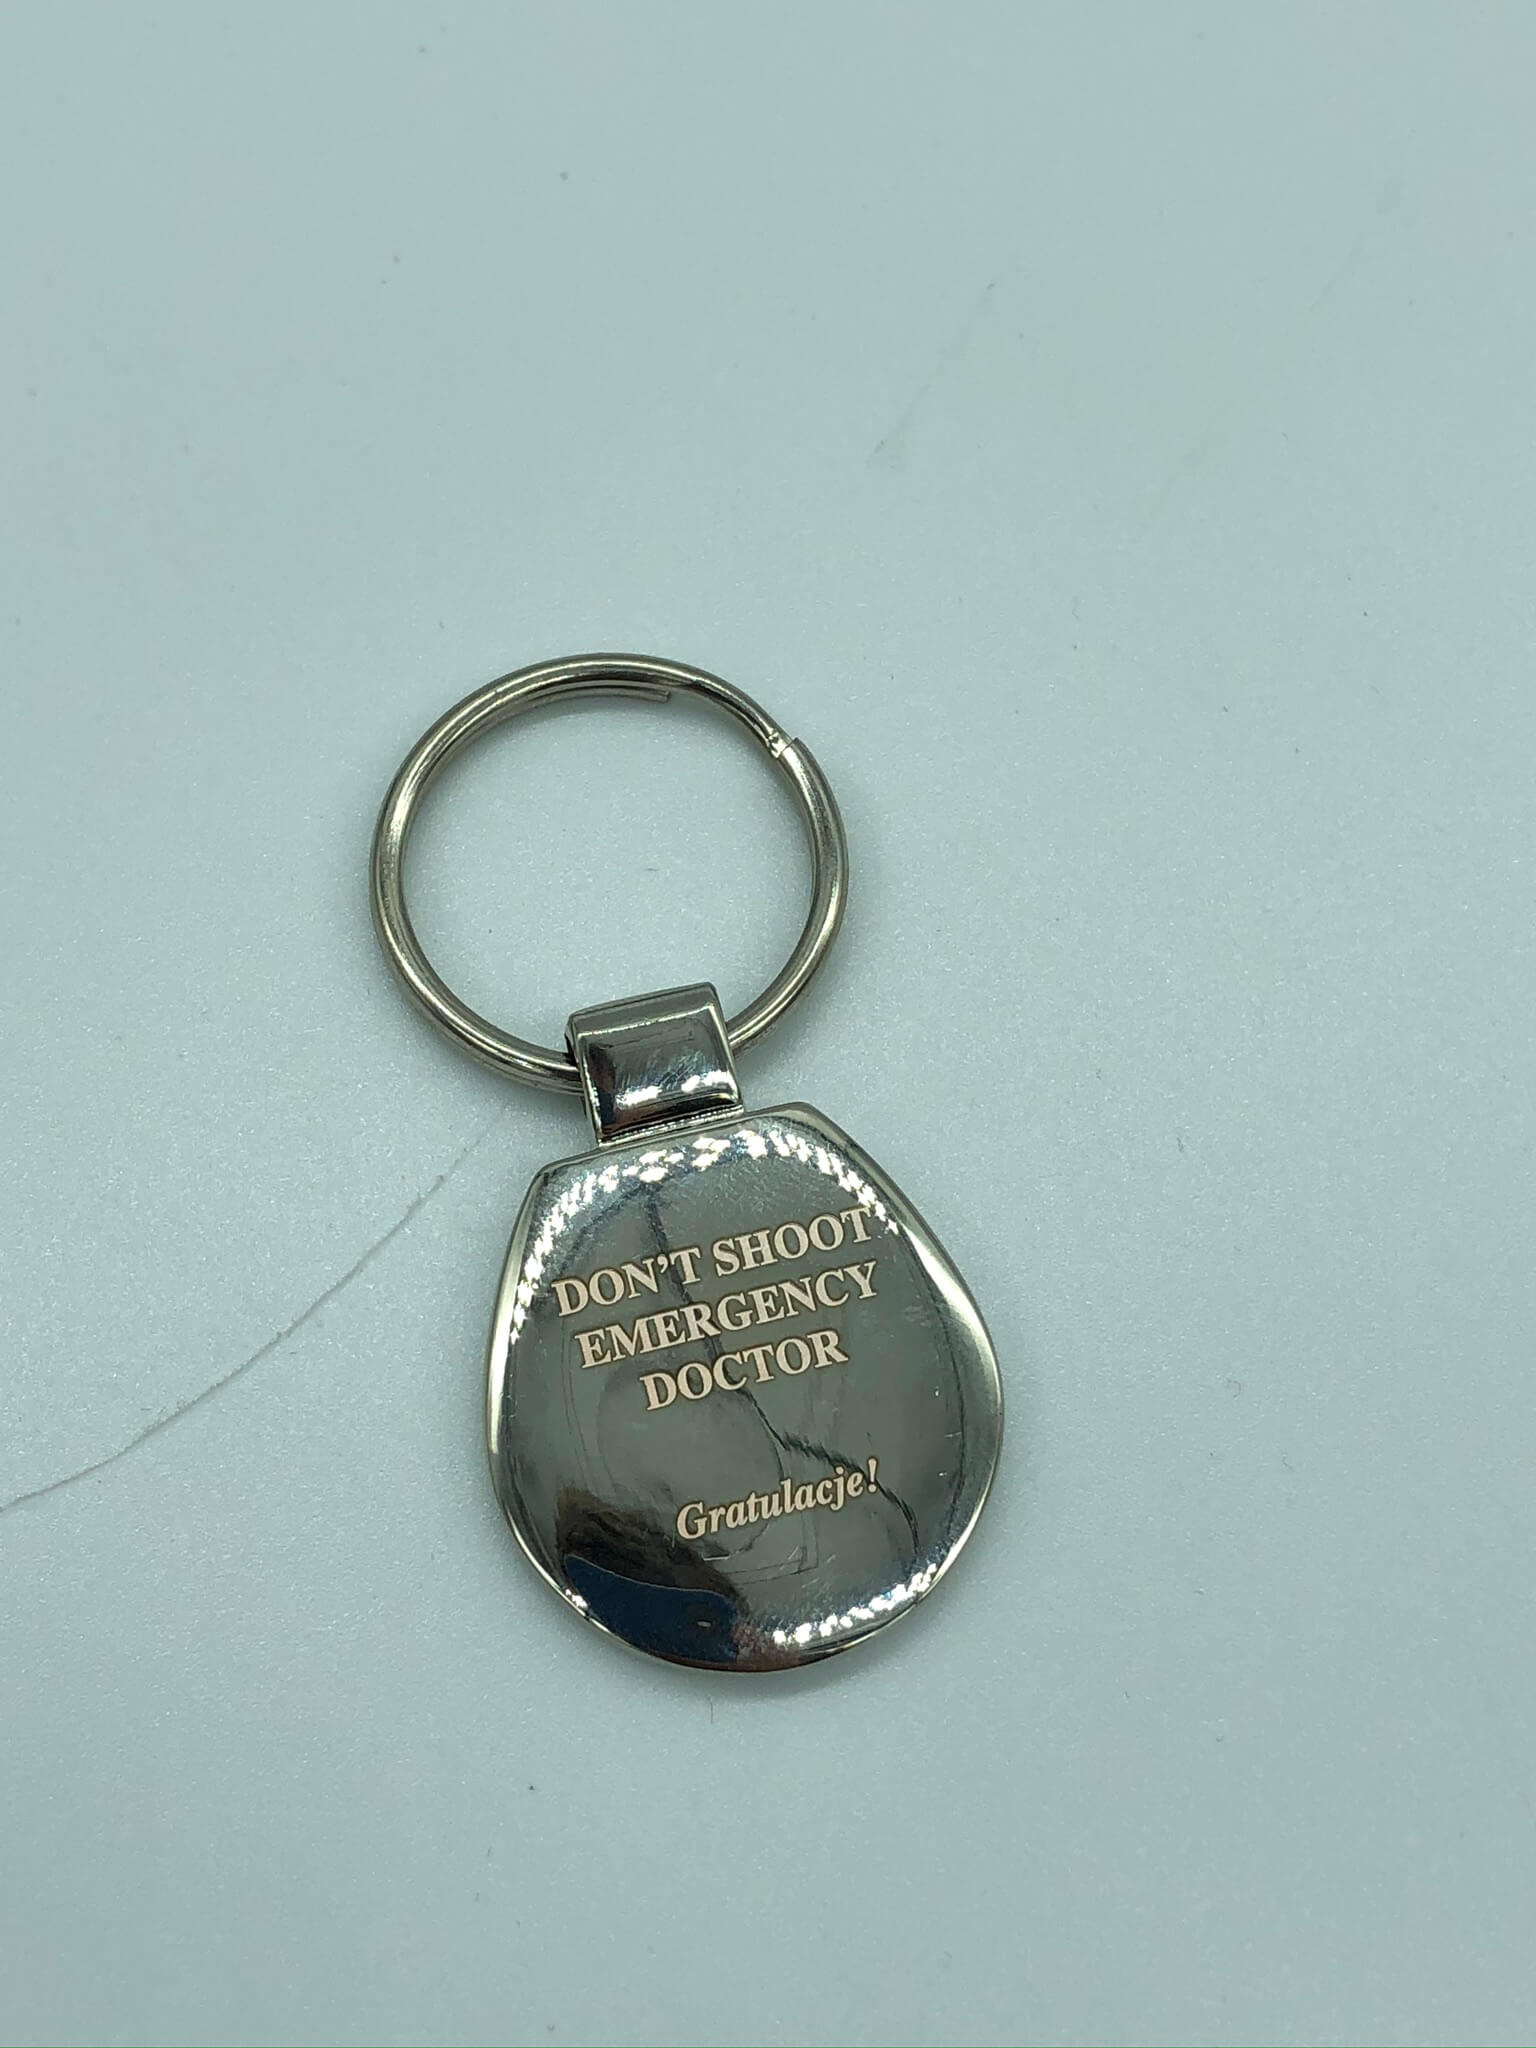 DON'T SHOOT
EMERGENCY
DOCTOR
Gratulacje!